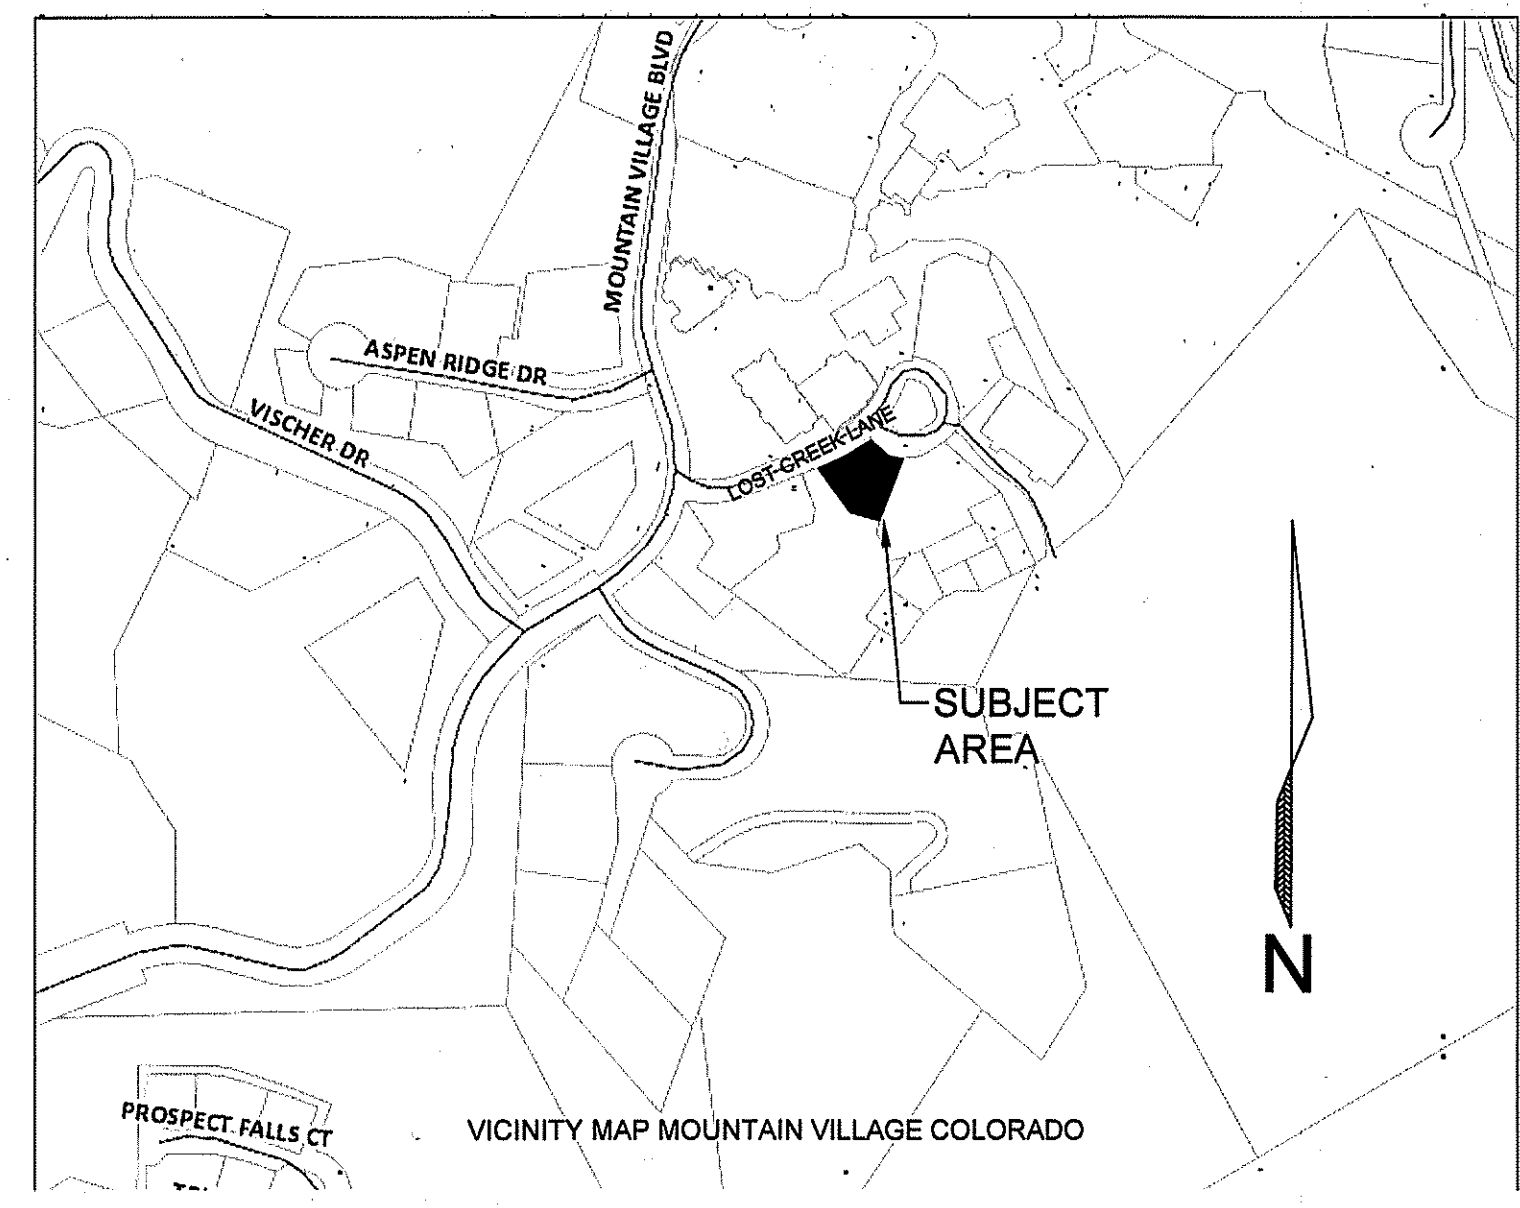 MOUNTAIN VILLAGE BLVD
ASPEN RIDGE DR
VISCHER DR
LOST CREEK LANE
SUBJECT
AREA
N
PROSPECT FALLS CT
VICINITY MAP MOUNTAIN VILLAGE COLORADO